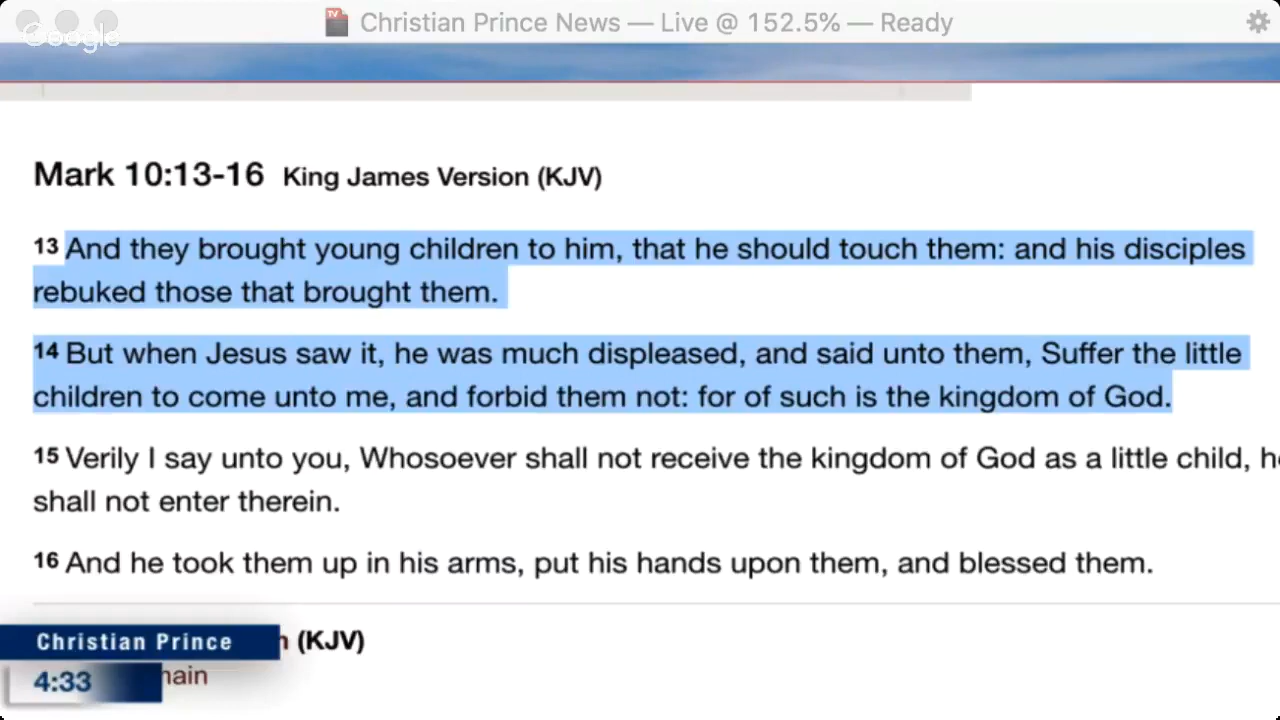 Christian Prince News — Live @ 152.5% — Ready
Google
Mark 10:13-16 King James Version (KJV)
13 And they brought young children to him, that he should touch them: and his disciples
rebuked those that brought them.
14 But when Jesus saw it, he was much displeased, and said unto them, Suffer the little
children to come unto me, and forbid them not: for of such is the kingdom of God.
15 Verily I say unto you, Whosoever shall not receive the kingdom of God as a little child, he
shall not enter therein.
16 And he took them up in his arms, put his hands upon them, and blessed them.
Christian Prince
(KJV)
4:33